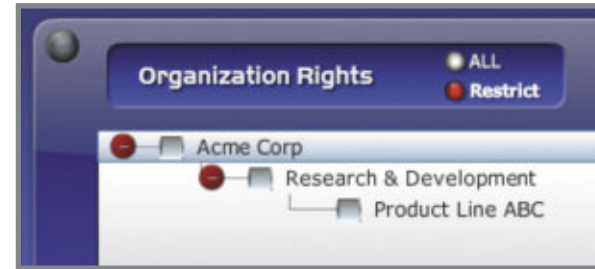 Organization Rights
ALL
Restrict
Acme Corp
Research & Development
Product Line ABC